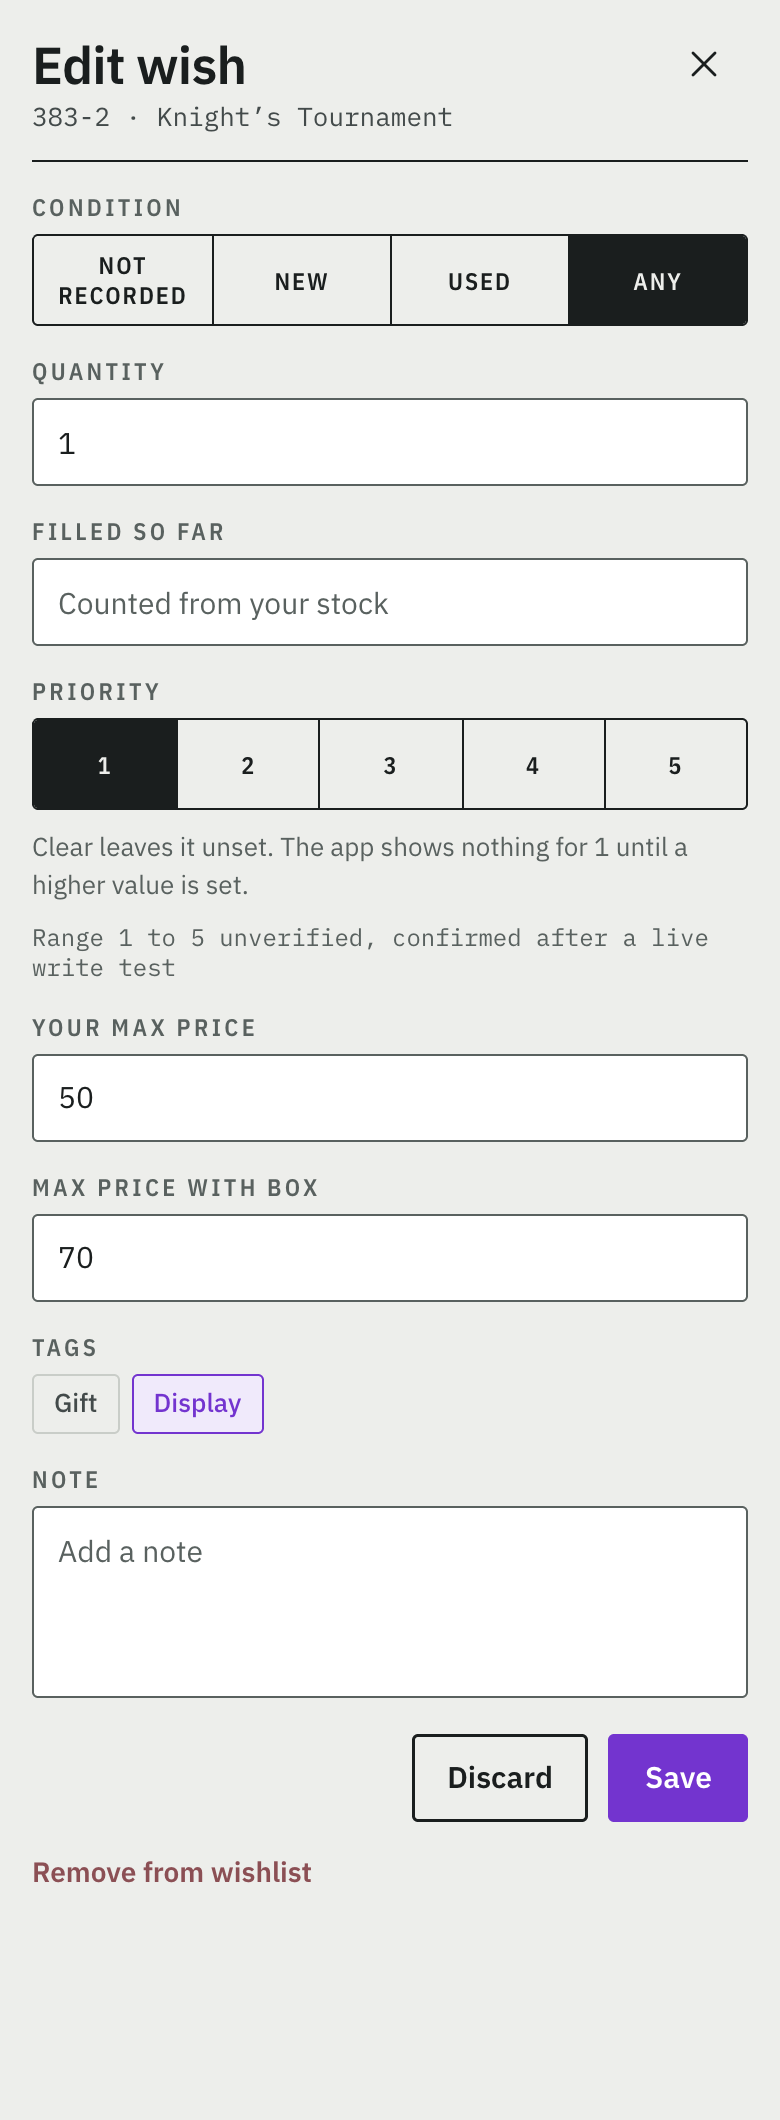 Edit wish
383-2 · Knight’s Tournament
CONDITION
NOT
RECORDED
NEW
USED
ANY
QUANTITY
1
FILLED SO FAR
Counted from your stock
PRIORITY
1
2
3
4
5
Clear leaves it unset. The app shows nothing for 1 until a
higher value is set.
Range 1 to 5 unverified, confirmed after a live
write test
YOUR MAX PRICE
50
MAX PRICE WITH BOX
70
TAGS
Gift
Display
NOTE
Add a note
Discard
Save
Remove from wishlist